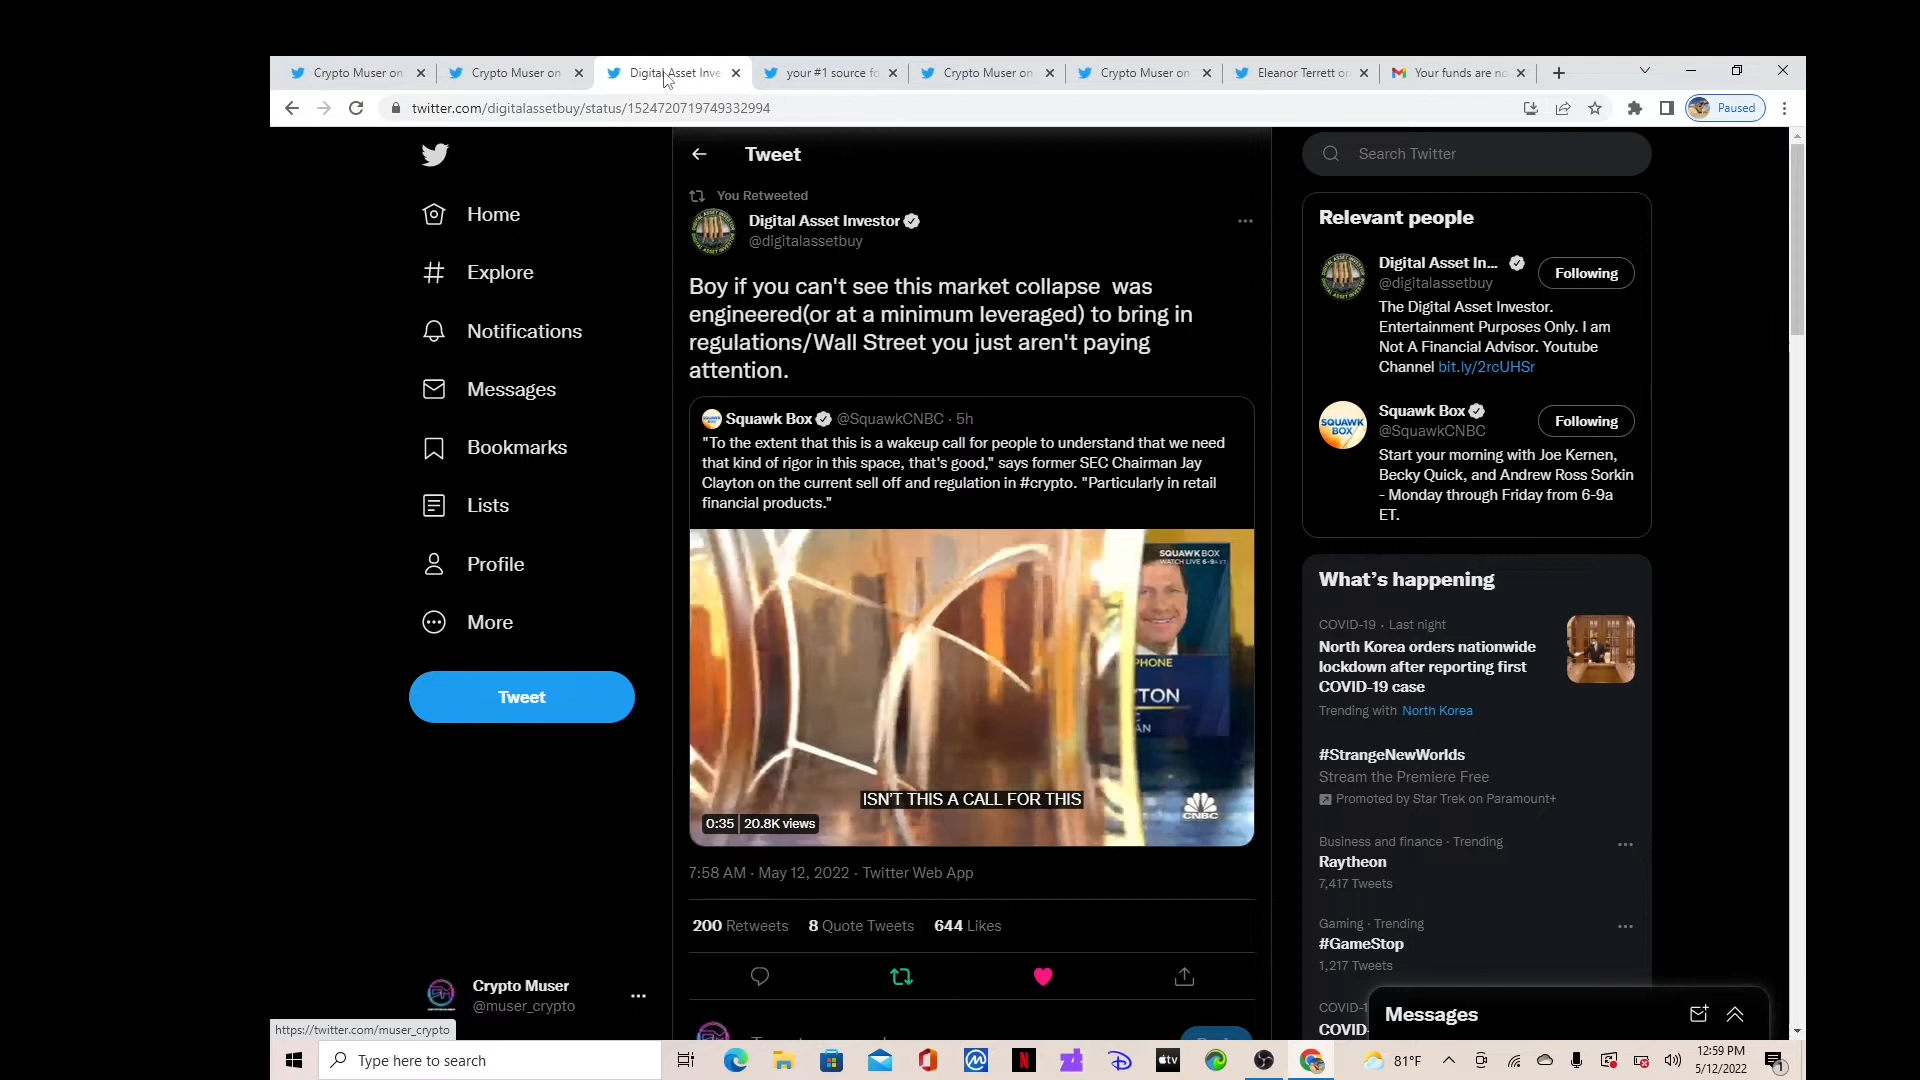 Crypto Muser on
Crypto Muser on
Digital Asset Inve
your #1 source fo
Crypto Muser on
Crypto Muser on
Eleanor Terrett on
Your funds are no
twitter.com/digitalassetbuy/status/1524720719749332994
Paused
Home
Explore
Notifications
Messages
Bookmarks
Lists
Profile
More
Tweet
Crypto Muser
@muser_crypto
https://twitter.com/muser_crypto
Tweet
You Retweeted
Digital Asset Investor
@digitalassetbuy
Boy if you can't see this market collapse was
engineered(or at a minimum leveraged) to bring in
regulations/Wall Street you just aren't paying
attention.
Squawk Box @SquawkCNBC · 5h
"To the extent that this is a wakeup call for people to understand that we need
that kind of rigor in this space, that's good," says former SEC Chairman Jay
Clayton on the current sell off and regulation in #crypto. "Particularly in retail
financial products."
SQUAWK BOX
WATCH LIVE 6-9a ET
PHONE
YTON
AN
ISN'T THIS A CALL FOR THIS
CNBC
0:35 20.8K views
7:58 AM · May 12, 2022 · Twitter Web App
200 Retweets 8 Quote Tweets 644 Likes
Search Twitter
Relevant people
Digital Asset In...
@digitalassetbuy
Following
The Digital Asset Investor.
Entertainment Purposes Only. I am
Not A Financial Advisor. Youtube
Channel bit.ly/2rcUHSr
SQUAWK
BOX
Squawk Box
@SquawkCNBC
Following
Start your morning with Joe Kernen,
Becky Quick, and Andrew Ross Sorkin
- Monday through Friday from 6-9a
ET.
What's happening
COVID-19 · Last night
North Korea orders nationwide
lockdown after reporting first
COVID-19 case
Trending with North Korea
#StrangeNewWorlds
Stream the Premiere Free
Promoted by Star Trek on Paramount+
Business and finance · Trending
Raytheon
7,417 Tweets
Gaming · Trending
#GameStop
1,217 Tweets
COVID-1
COVID-
Messages
Type here to search
81°F
12:59 PM
5/12/2022